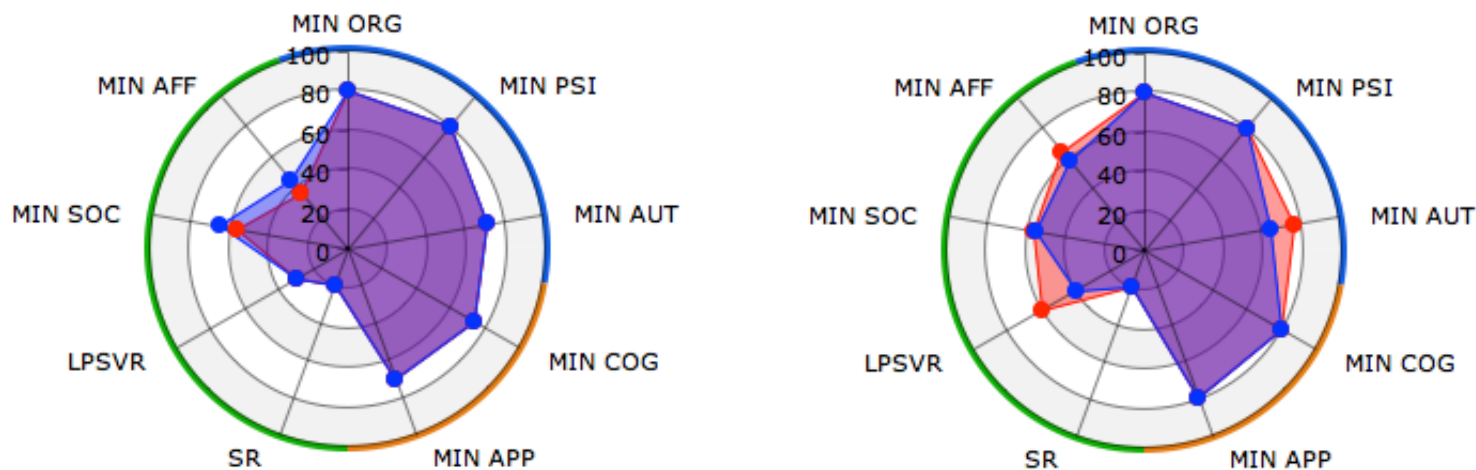 MIN ORG
100
MIN AFF
MIN PSI
80
60
40
MIN SOC
MIN AUT
20
0
LPSVR
MIN COG
SR
MIN APP
MIN ORG
100
MIN AFF
MIN PSI
80
60
40
MIN SOC
MIN AUT
20
0
LPSVR
MIN COG
SR
MIN APP